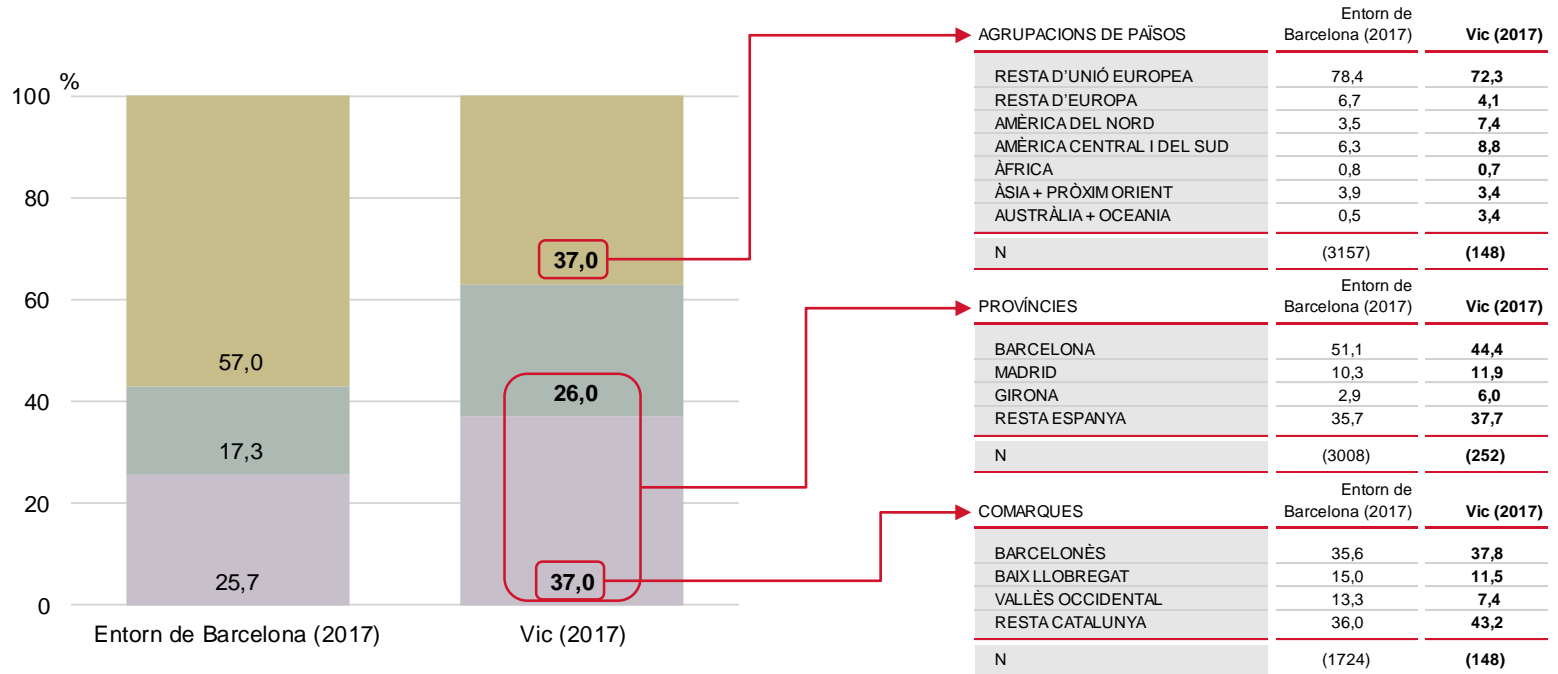 %
100
80
60
40
20
0
57,0
17,3
25,7
37,0
26,0
37,0
Entorn de Barcelona (2017)
Vic (2017)
AGRUPACIONS DE PAÏSOS
Entorn de
Barcelona (2017)
Vic (2017)
RESTA D'UNIÓ EUROPEA 78,4 72,3
RESTA D'EUROPA 6,7 4,1
AMÈRICA DEL NORD 3,5 7,4
AMÈRICA CENTRAL I DEL SUD 6,3 8,8
ÀFRICA 0,8 0,7
ÀSIA + PRÒXIM ORIENT 3,9 3,4
AUSTRÀLIA + OCEANIA 0,5 3,4
N (3157) (148)
PROVÍNCIES
Entorn de
Barcelona (2017)
Vic (2017)
BARCELONA 51,1 44,4
MADRID 10,3 11,9
GIRONA 2,9 6,0
RESTA ESPANYA 35,7 37,7
N (3008) (252)
COMARQUES
Entorn de
Barcelona (2017)
Vic (2017)
BARCELONÈS 35,6 37,8
BAIX LLOBREGAT 15,0 11,5
VALLÈS OCCIDENTAL 13,3 7,4
RESTA CATALUNYA 36,0 43,2
N (1724) (148)